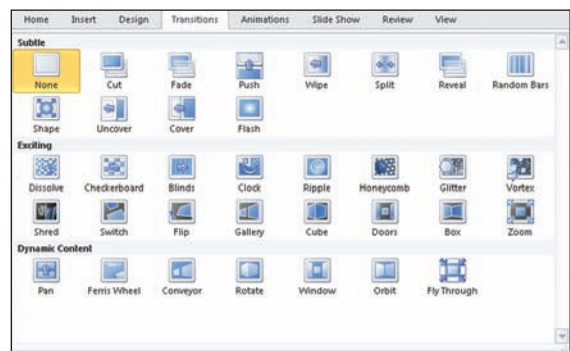 Home Insert Design Transitions Animations Slide Show Review View
Subtle
None Cut Fade Push Wipe Split Reveal Random Bars
Shape Uncover Cover Flash
Exciting
Dissolve Checkerboard Blinds Clock Ripple Honeycomb Glitter Vortex
Shred Switch Flip Gallery Cube Doors Box Zoom
Dynamic Content
Pan Ferris Wheel Conveyor Rotate Window Orbit Fly Through